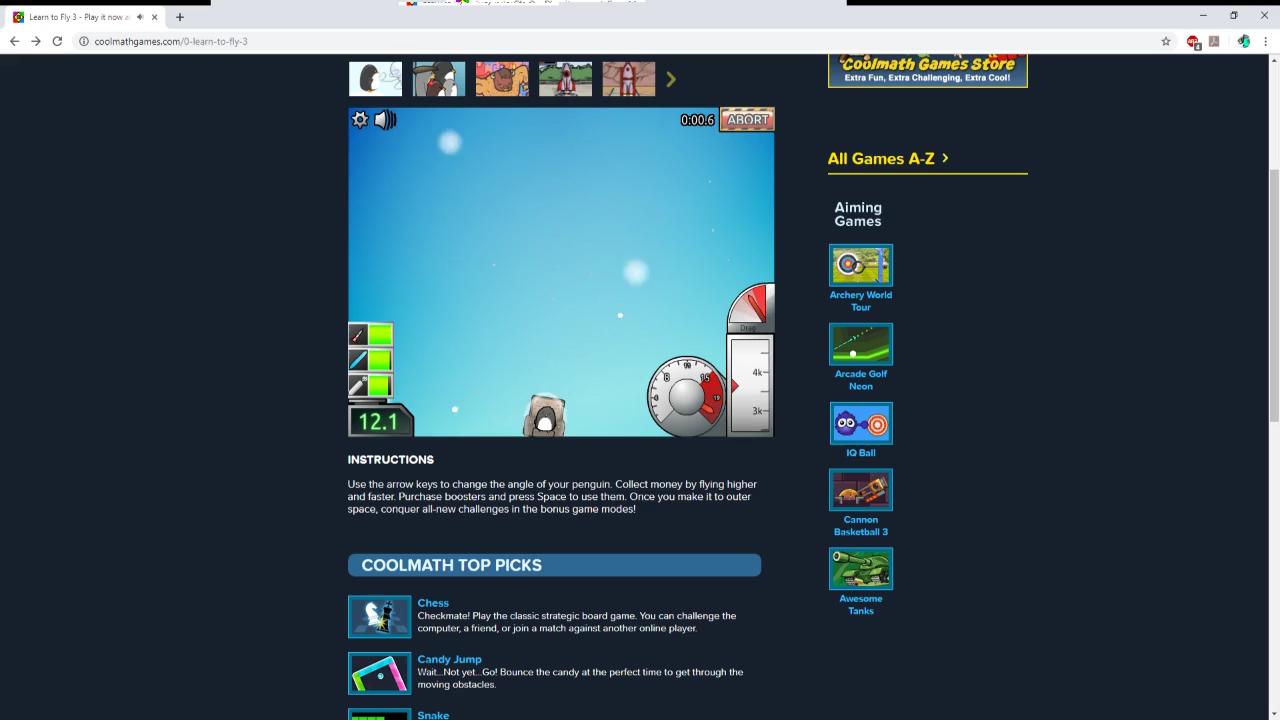 Learn to Fly 3 - Play it now a
coolmathgames.com/0-learn-to-fly-3
Coolmath Games Store
Extra Fun, Extra Challenging, Extra Cool!
0:00.6
ABORT
All Games A-Z >
Aiming
Games
Archery World
Tour
Arcade Golf
Neon
IQ Ball
Cannon
Basketball 3
Awesome
Tanks
Drag
4k
3k
8
15
19
12.1
INSTRUCTIONS
Use the arrow keys to change the angle of your penguin. Collect money by flying higher
and faster. Purchase boosters and press Space to use them. Once you make it to outer
space, conquer all-new challenges in the bonus game modes!
COOLMATH TOP PICKS
Chess
Checkmate! Play the classic strategic board game. You can challenge the
computer, a friend, or join a match against another online player.
Candy Jump
Wait...Not yet...Go! Bounce the candy at the perfect time to get through the
moving obstacles.
Snake